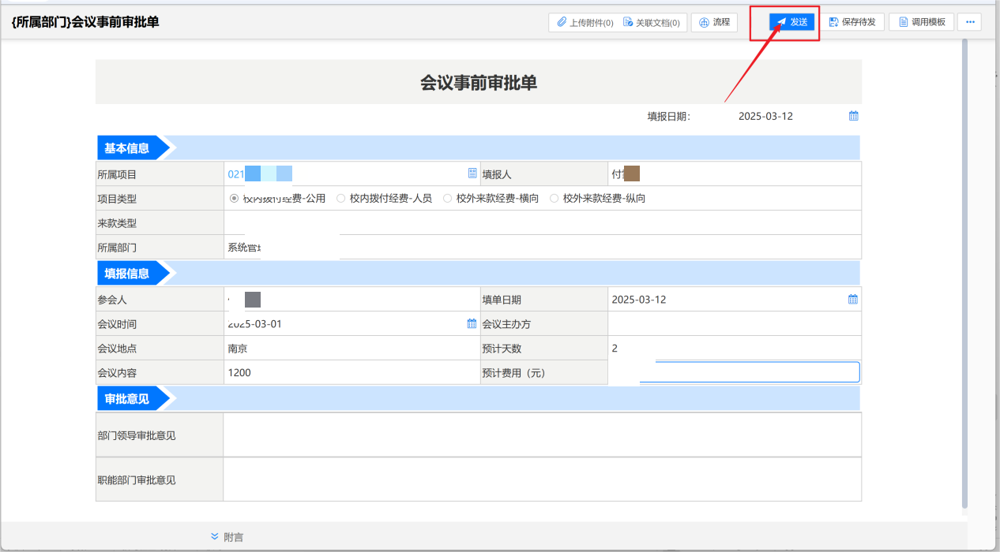 {所属部门}会议事前审批单 上传附件(0) 关联文档(0) 流程 发送 保存待发 调用模板 ...
会议事前审批单
填报日期： 2025-03-12
基本信息
所属项目 021 填报人 付
项目类型 校内拨付经费-公用 校内拨付经费-人员 校外来款经费-横向 校外来款经费-纵向
来款类型
所属部门 系统管
填报信息
参会人 填单日期 2025-03-12
会议时间 2025-03-01 会议主办方
会议地点 南京 预计天数 2
会议内容 1200 预计费用（元）
审批意见
部门领导审批意见
职能部门审批意见
附言